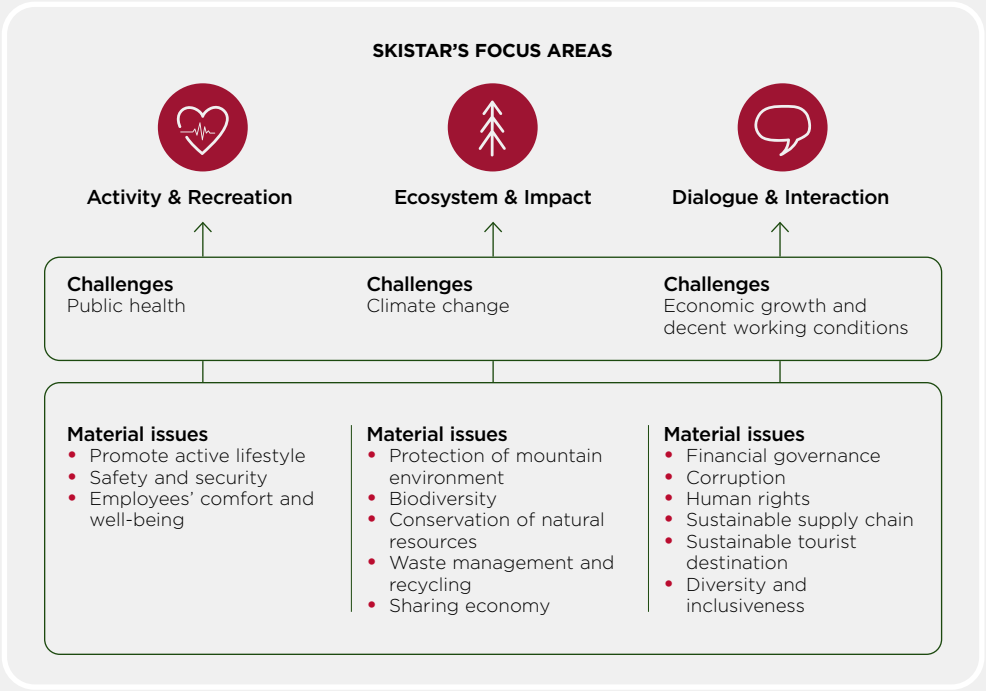 SKISTAR'S FOCUS AREAS
Activity & Recreation
Ecosystem & Impact
Dialogue & Interaction
Challenges
Public health
Challenges
Climate change
Challenges
Economic growth and
decent working conditions
Material issues
• Promote active lifestyle
• Safety and security
• Employees' comfort and
well-being
Material issues
• Protection of mountain
environment
• Biodiversity
• Conservation of natural
resources
• Waste management and
recycling
• Sharing economy
Material issues
• Financial governance
• Corruption
• Human rights
• Sustainable supply chain
• Sustainable tourist
destination
• Diversity and
inclusiveness